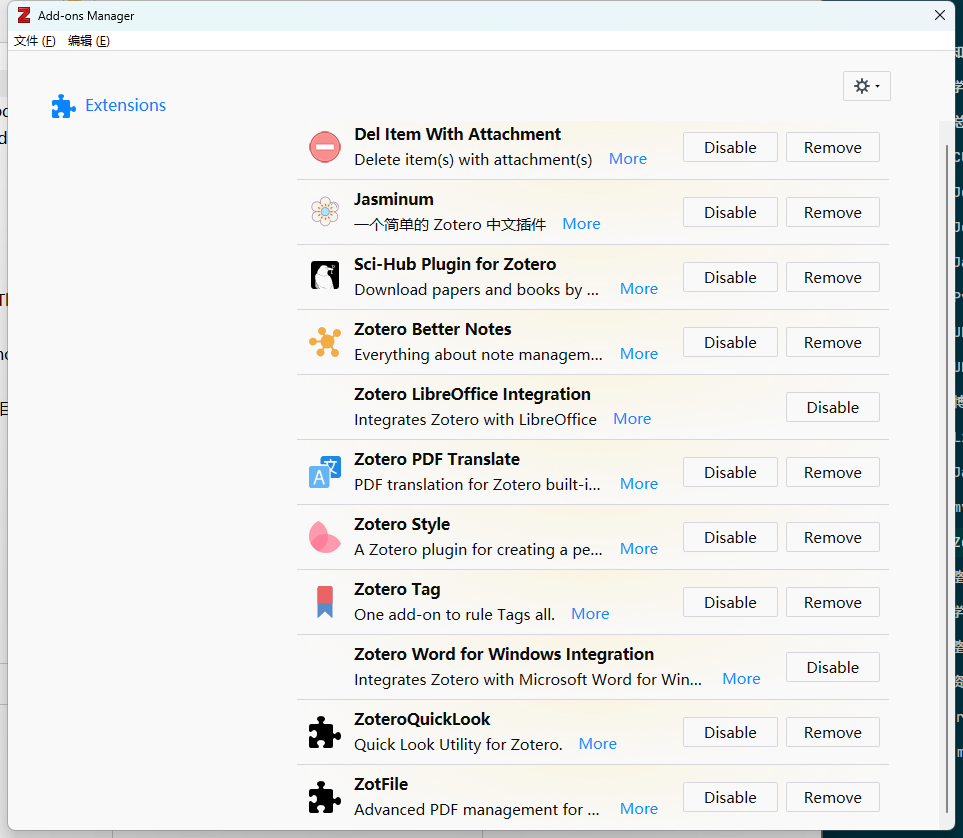 Add-ons Manager
文件 (F) 编辑 (E)
Extensions
Del Item With Attachment
Delete item(s) with attachment(s) More
Disable Remove
Jasminum
一个简单的 Zotero 中文插件 More
Disable Remove
Sci-Hub Plugin for Zotero
Download papers and books by ... More
Disable Remove
Zotero Better Notes
Everything about note managem... More
Disable Remove
Zotero LibreOffice Integration
Integrates Zotero with LibreOffice More
Disable
Zotero PDF Translate
PDF translation for Zotero built-i... More
Disable Remove
Zotero Style
A Zotero plugin for creating a pe... More
Disable Remove
Zotero Tag
One add-on to rule Tags all. More
Disable Remove
Zotero Word for Windows Integration
Integrates Zotero with Microsoft Word for Win... More
Disable
ZoteroQuickLook
Quick Look Utility for Zotero. More
Disable Remove
ZotFile
Advanced PDF management for ... More
Disable Remove